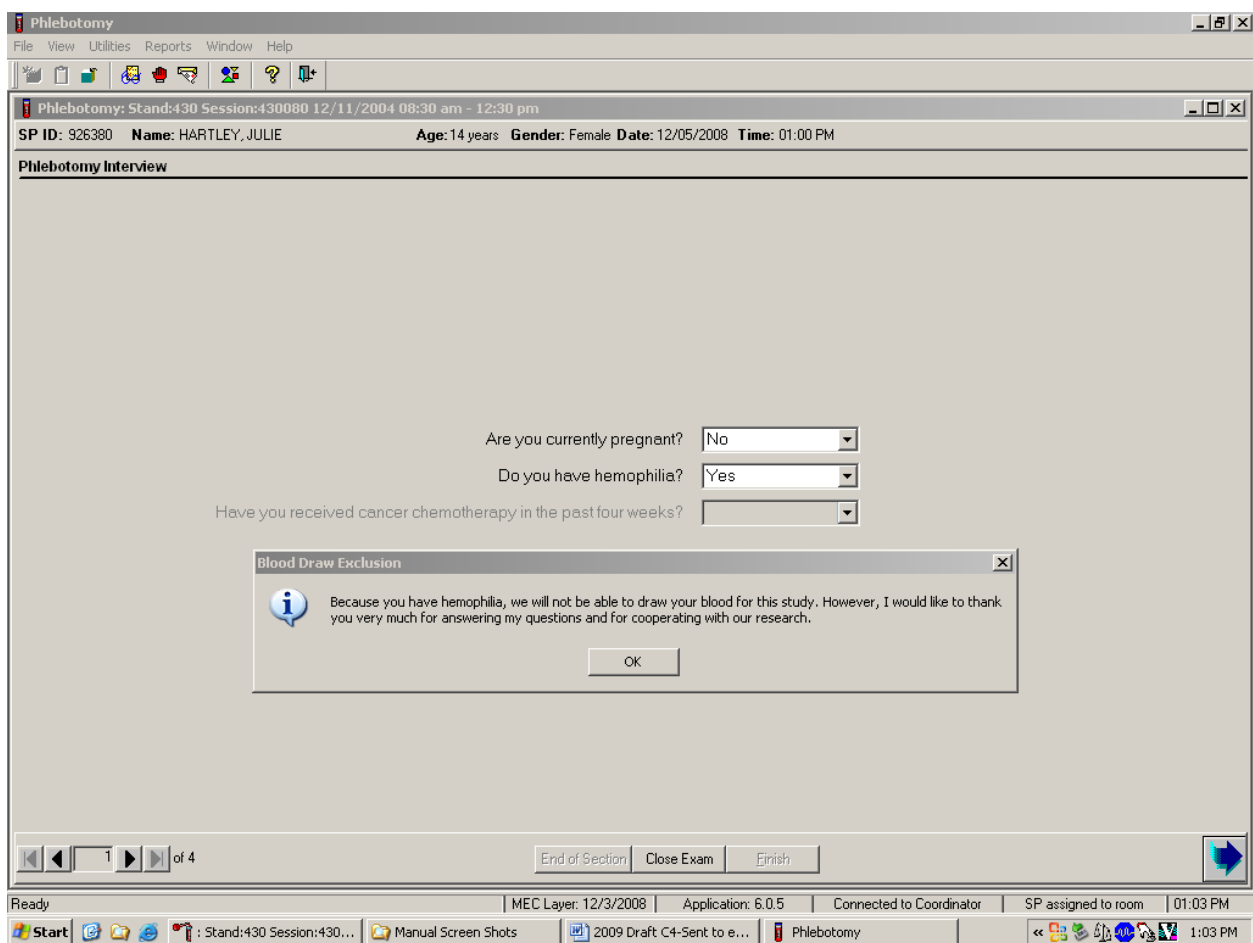 Phlebotomy
File View Utilities Reports Window Help
Phlebotomy: Stand:430 Session:430080 12/11/2004 08:30 am - 12:30 pm
SP ID: 926380 Name: HARTLEY, JULIE Age: 14 years Gender: Female Date: 12/05/2008 Time: 01:00 PM
Phlebotomy Interview
Are you currently pregnant? No
Do you have hemophilia? Yes
Have you received cancer chemotherapy in the past four weeks?
Blood Draw Exclusion
Because you have hemophilia, we will not be able to draw your blood for this study. However, I would like to thank
you very much for answering my questions and for cooperating with our research.
OK
1 of 4 End of Section Close Exam Finish
Ready MEC Layer: 12/3/2008 Application: 6.0.5 Connected to Coordinator SP assigned to room 01:03 PM
Start : Stand:430 Session:430... Manual Screen Shots 2009 Draft C4-Sent to e... Phlebotomy « 1:03 PM